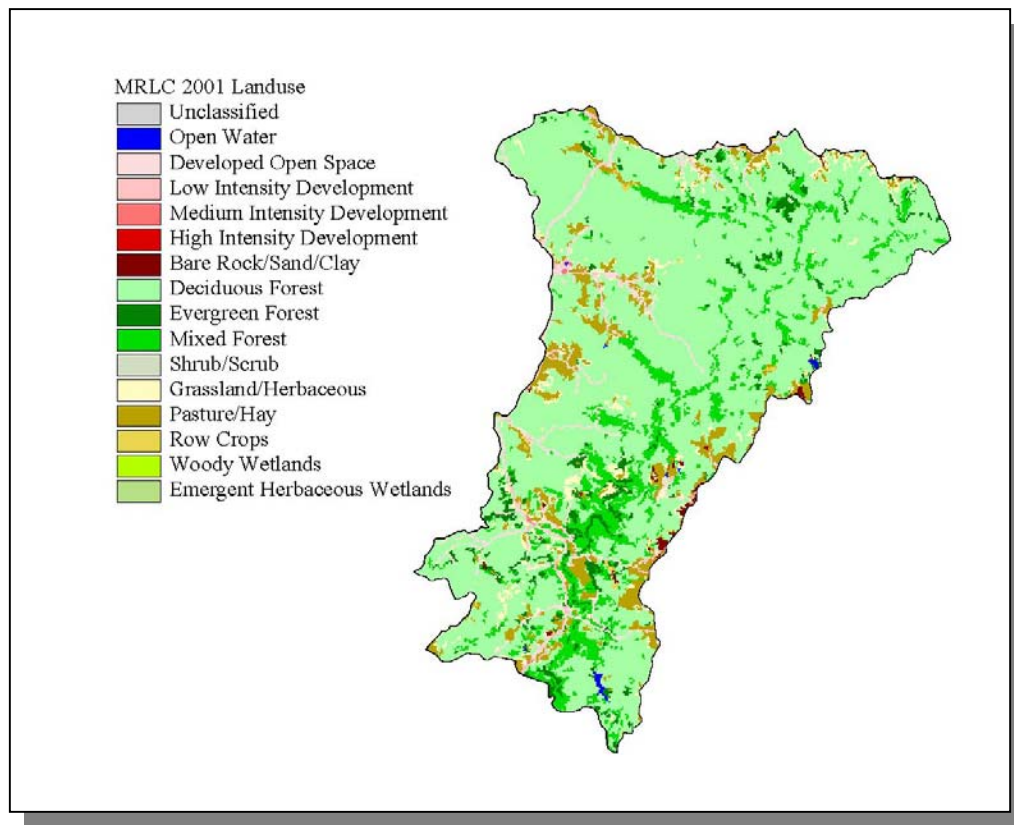 MRLC 2001 Landuse
Unclassified
Open Water
Developed Open Space
Low Intensity Development
Medium Intensity Development
High Intensity Development
Bare Rock/Sand/Clay
Deciduous Forest
Evergreen Forest
Mixed Forest
Shrub/Scrub
Grassland/Herbaceous
Pasture/Hay
Row Crops
Woody Wetlands
Emergent Herbaceous Wetlands